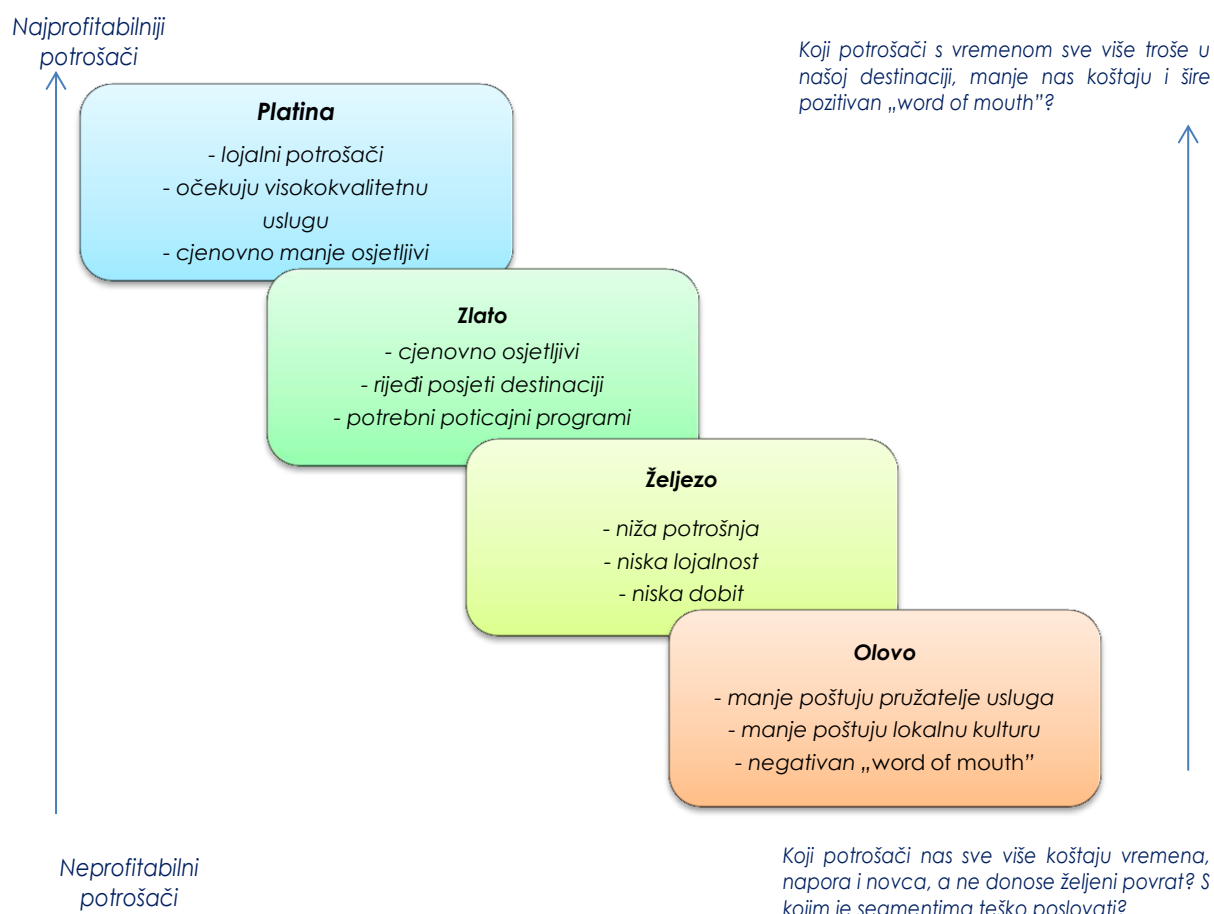 Najprofitabilniji
potrošači
Koji potrošači s vremenom sve više troše u
našoj destinaciji, manje nas koštaju i šire
pozitivan „word of mouth”?
Platina
- lojalni potrošači
- očekuju visokokvalitetnu
uslugu
- cjenovno manje osjetljivi
Zlato
- cjenovno osjetljivi
- rijeđi posjeti destinaciji
- potrebni poticajni programi
Željezo
- niža potrošnja
- niska lojalnost
- niska dobit
Olovo
- manje poštuju pružatelje usluga
- manje poštuju lokalnu kulturu
- negativan „word of mouth”
Neprofitabilni
potrošači
Koji potrošači nas sve više koštaju vremena,
napora i novca, a ne donose željeni povrat? S
kojim je segmentima teško poslovati?